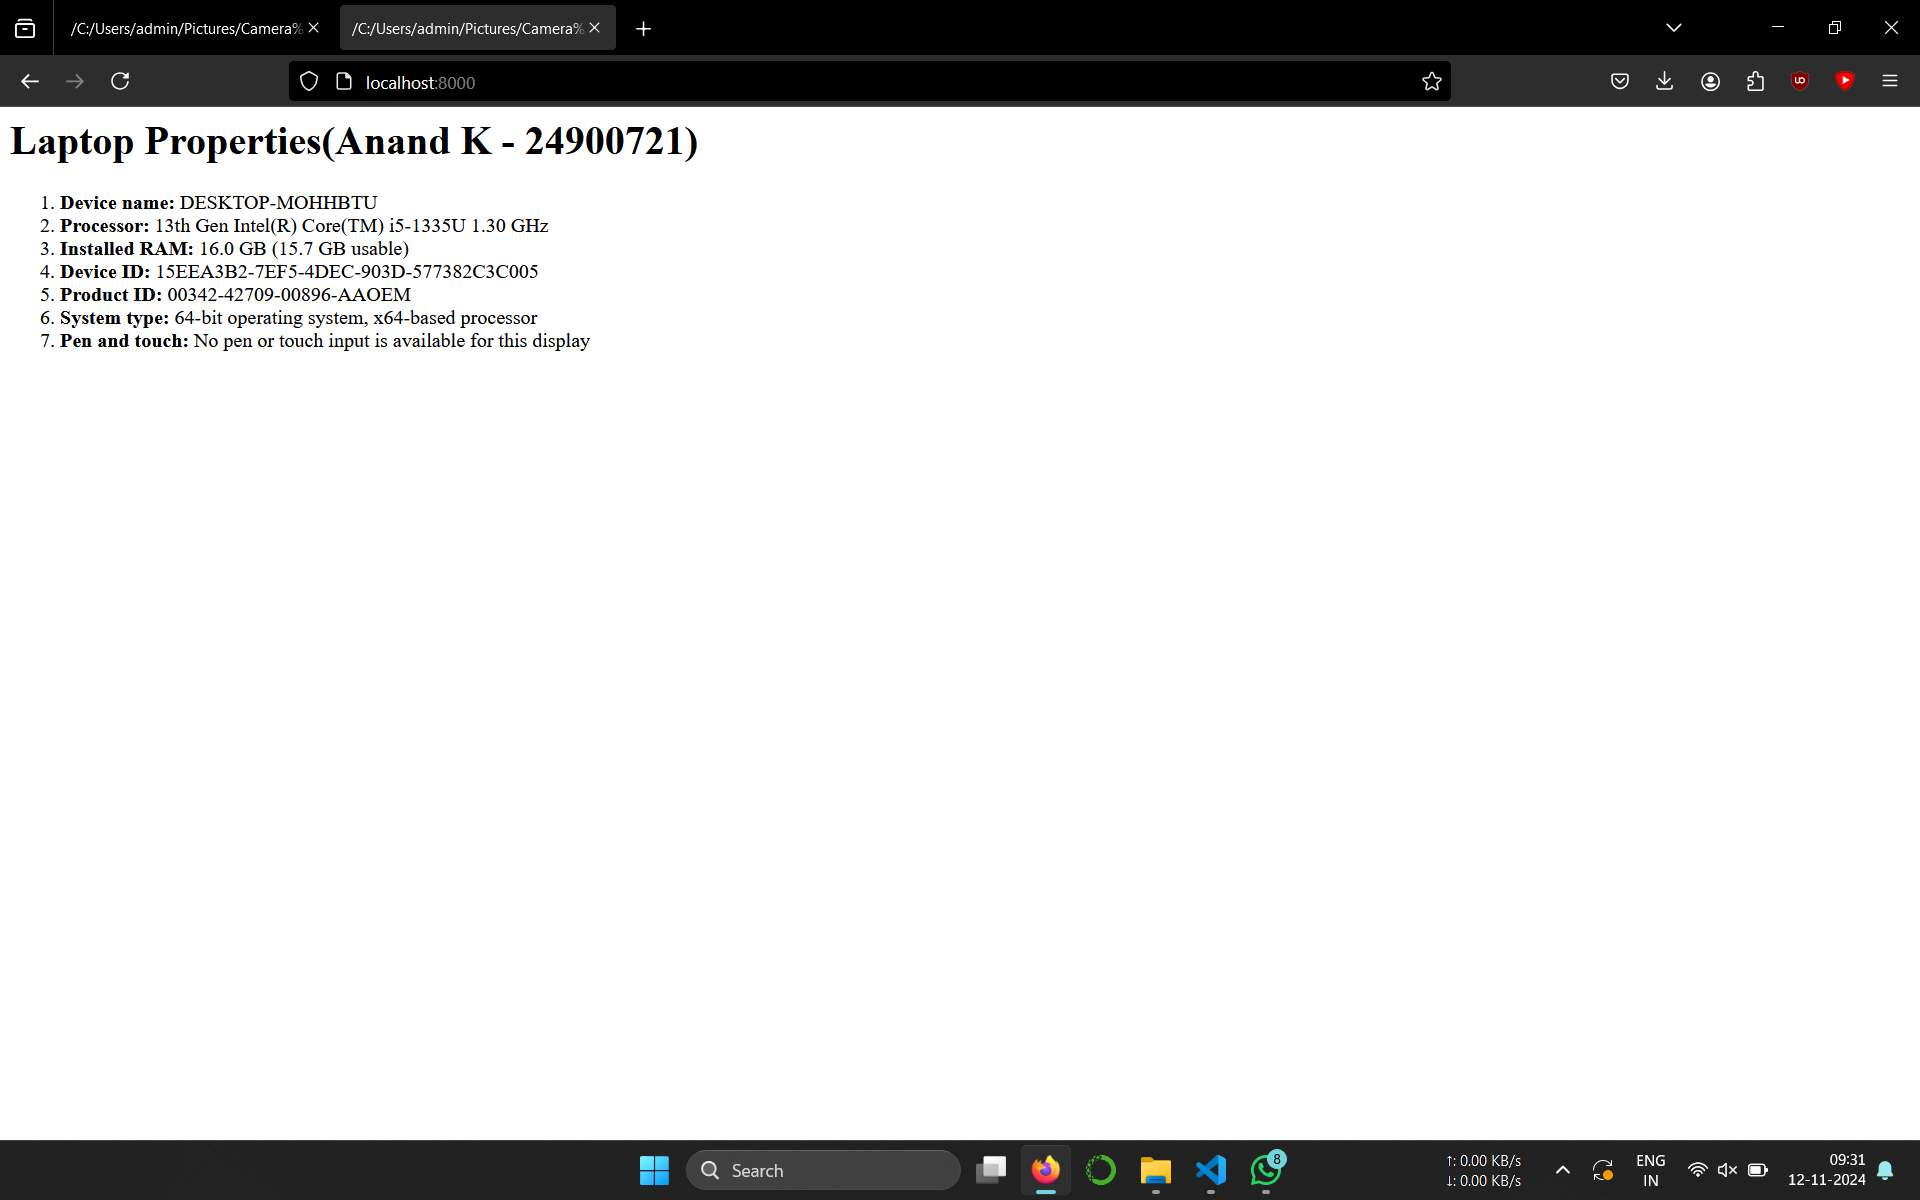 /C:/Users/admin/Pictures/Camera%
/C:/Users/admin/Pictures/Camera%
localhost:8000
Laptop Properties(Anand K - 24900721)
1. Device name: DESKTOP-MOHHBTU
2. Processor: 13th Gen Intel(R) Core(TM) i5-1335U 1.30 GHz
3. Installed RAM: 16.0 GB (15.7 GB usable)
4. Device ID: 15EEA3B2-7EF5-4DEC-903D-577382C3C005
5. Product ID: 00342-42709-00896-AAOEM
6. System type: 64-bit operating system, x64-based processor
7. Pen and touch: No pen or touch input is available for this display
Search
8
↑: 0.00 KB/s
↓: 0.00 KB/s
ENG
IN
09:31
12-11-2024